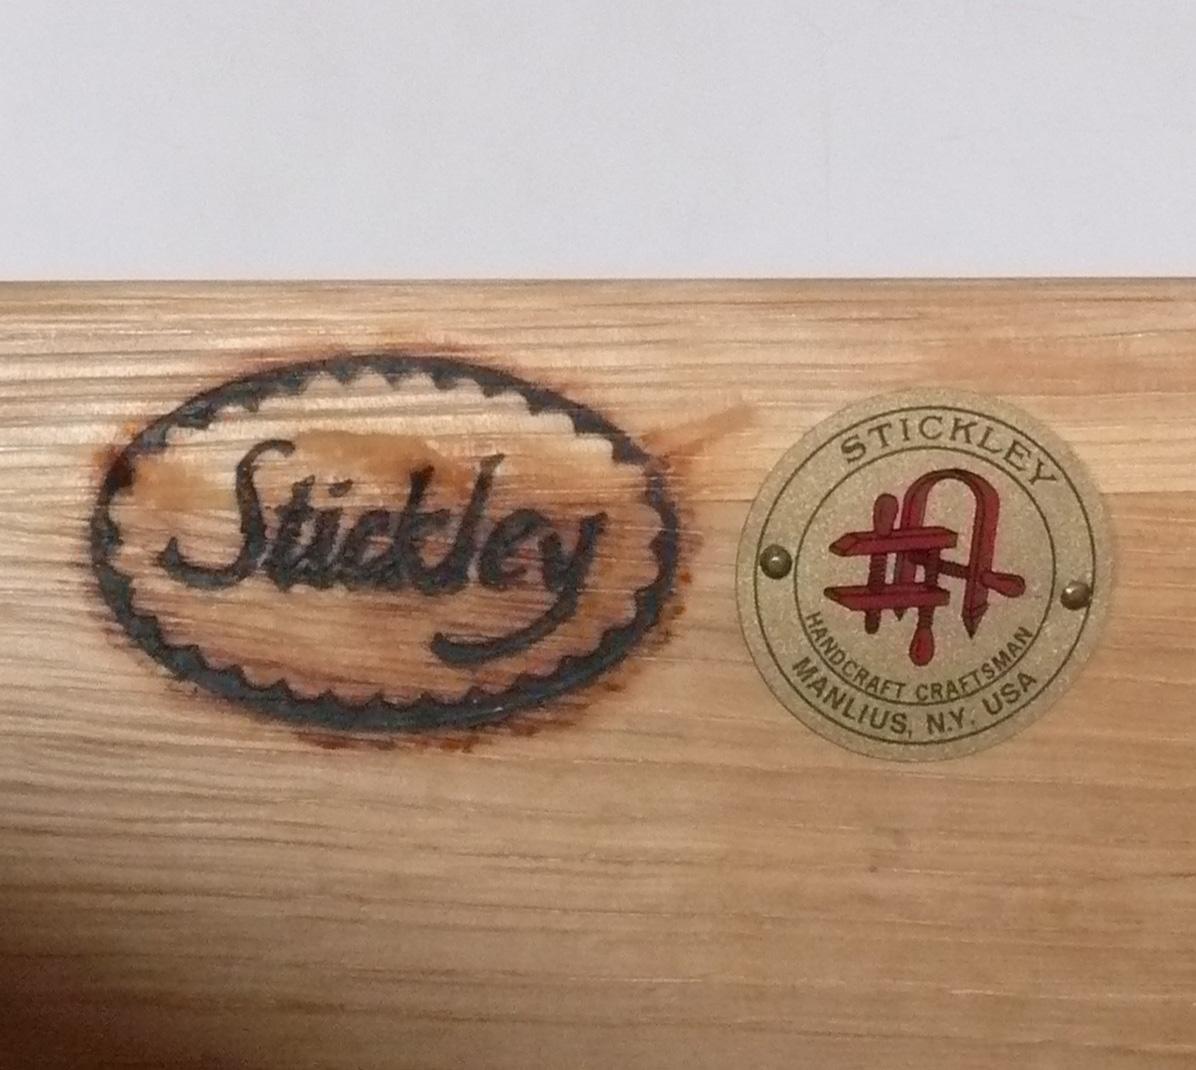 Stickley
STICKLEY
HANDCRAFT CRAFTSMAN
MANLIUS, N.Y. USA